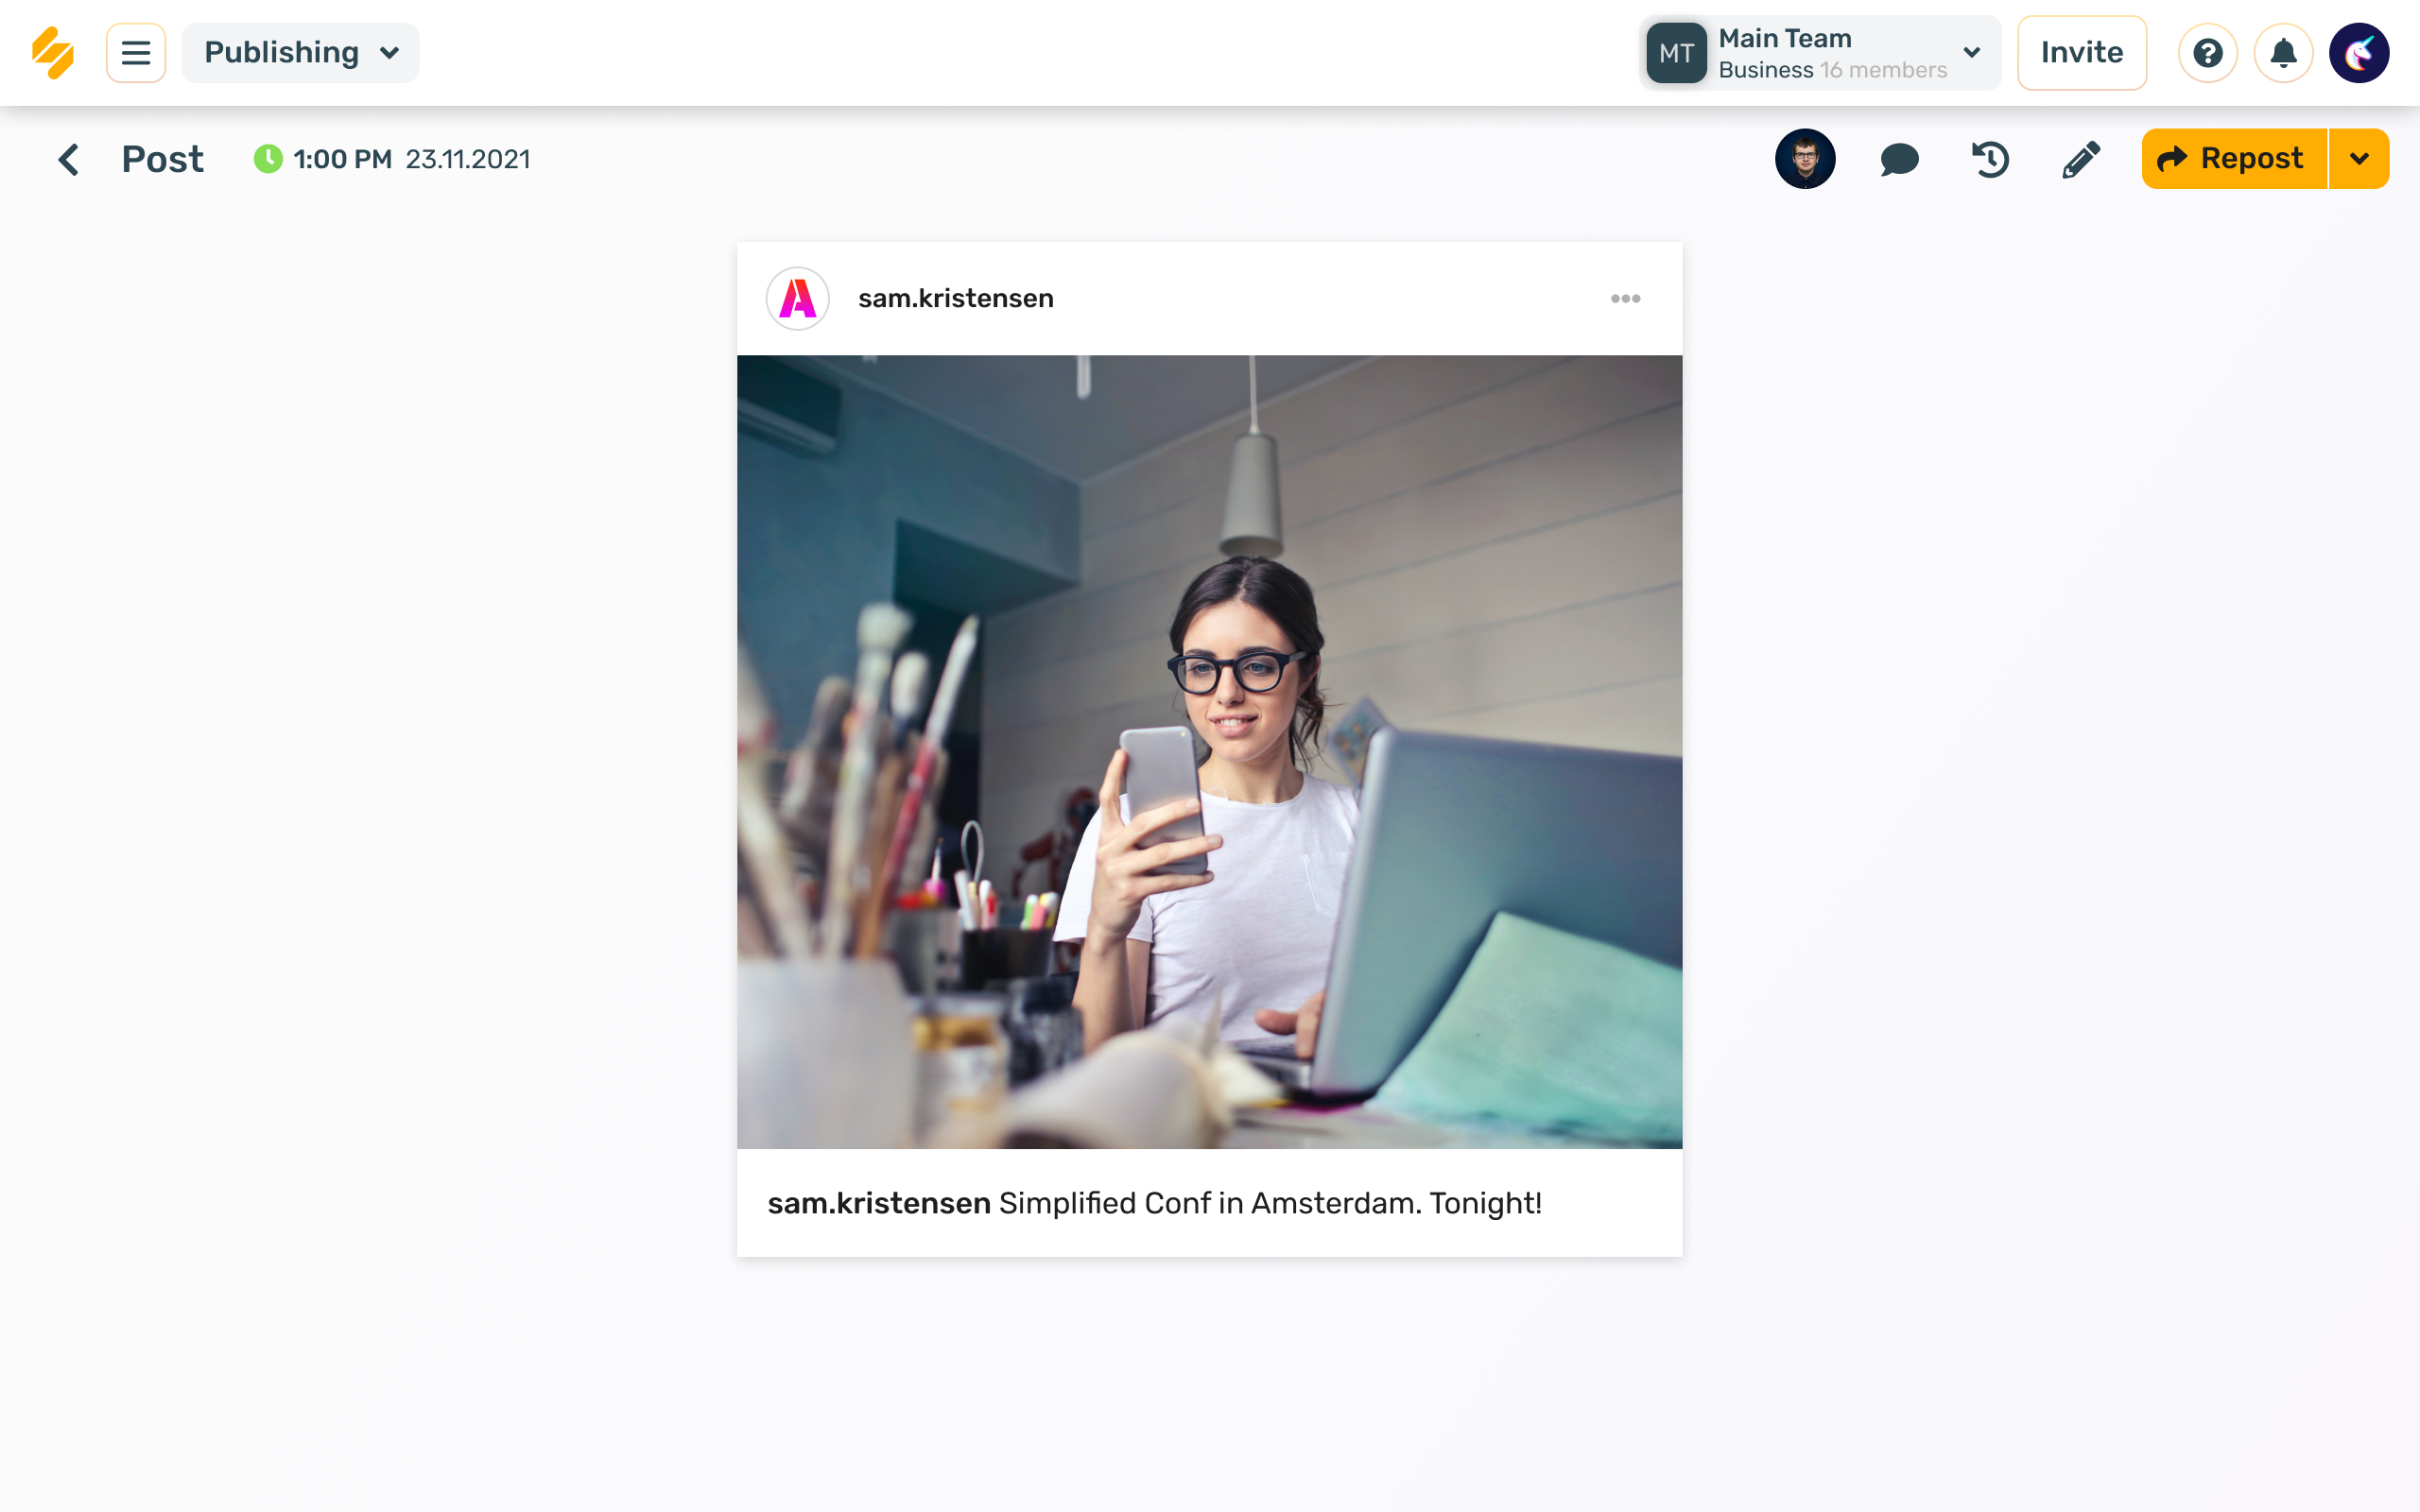 Publishing
MT
Main Team
Business 16 members
Invite
Post
1:00 PM 23.11.2021
Repost
sam.kristensen
sam.kristensen Simplified Conf in Amsterdam. Tonight!